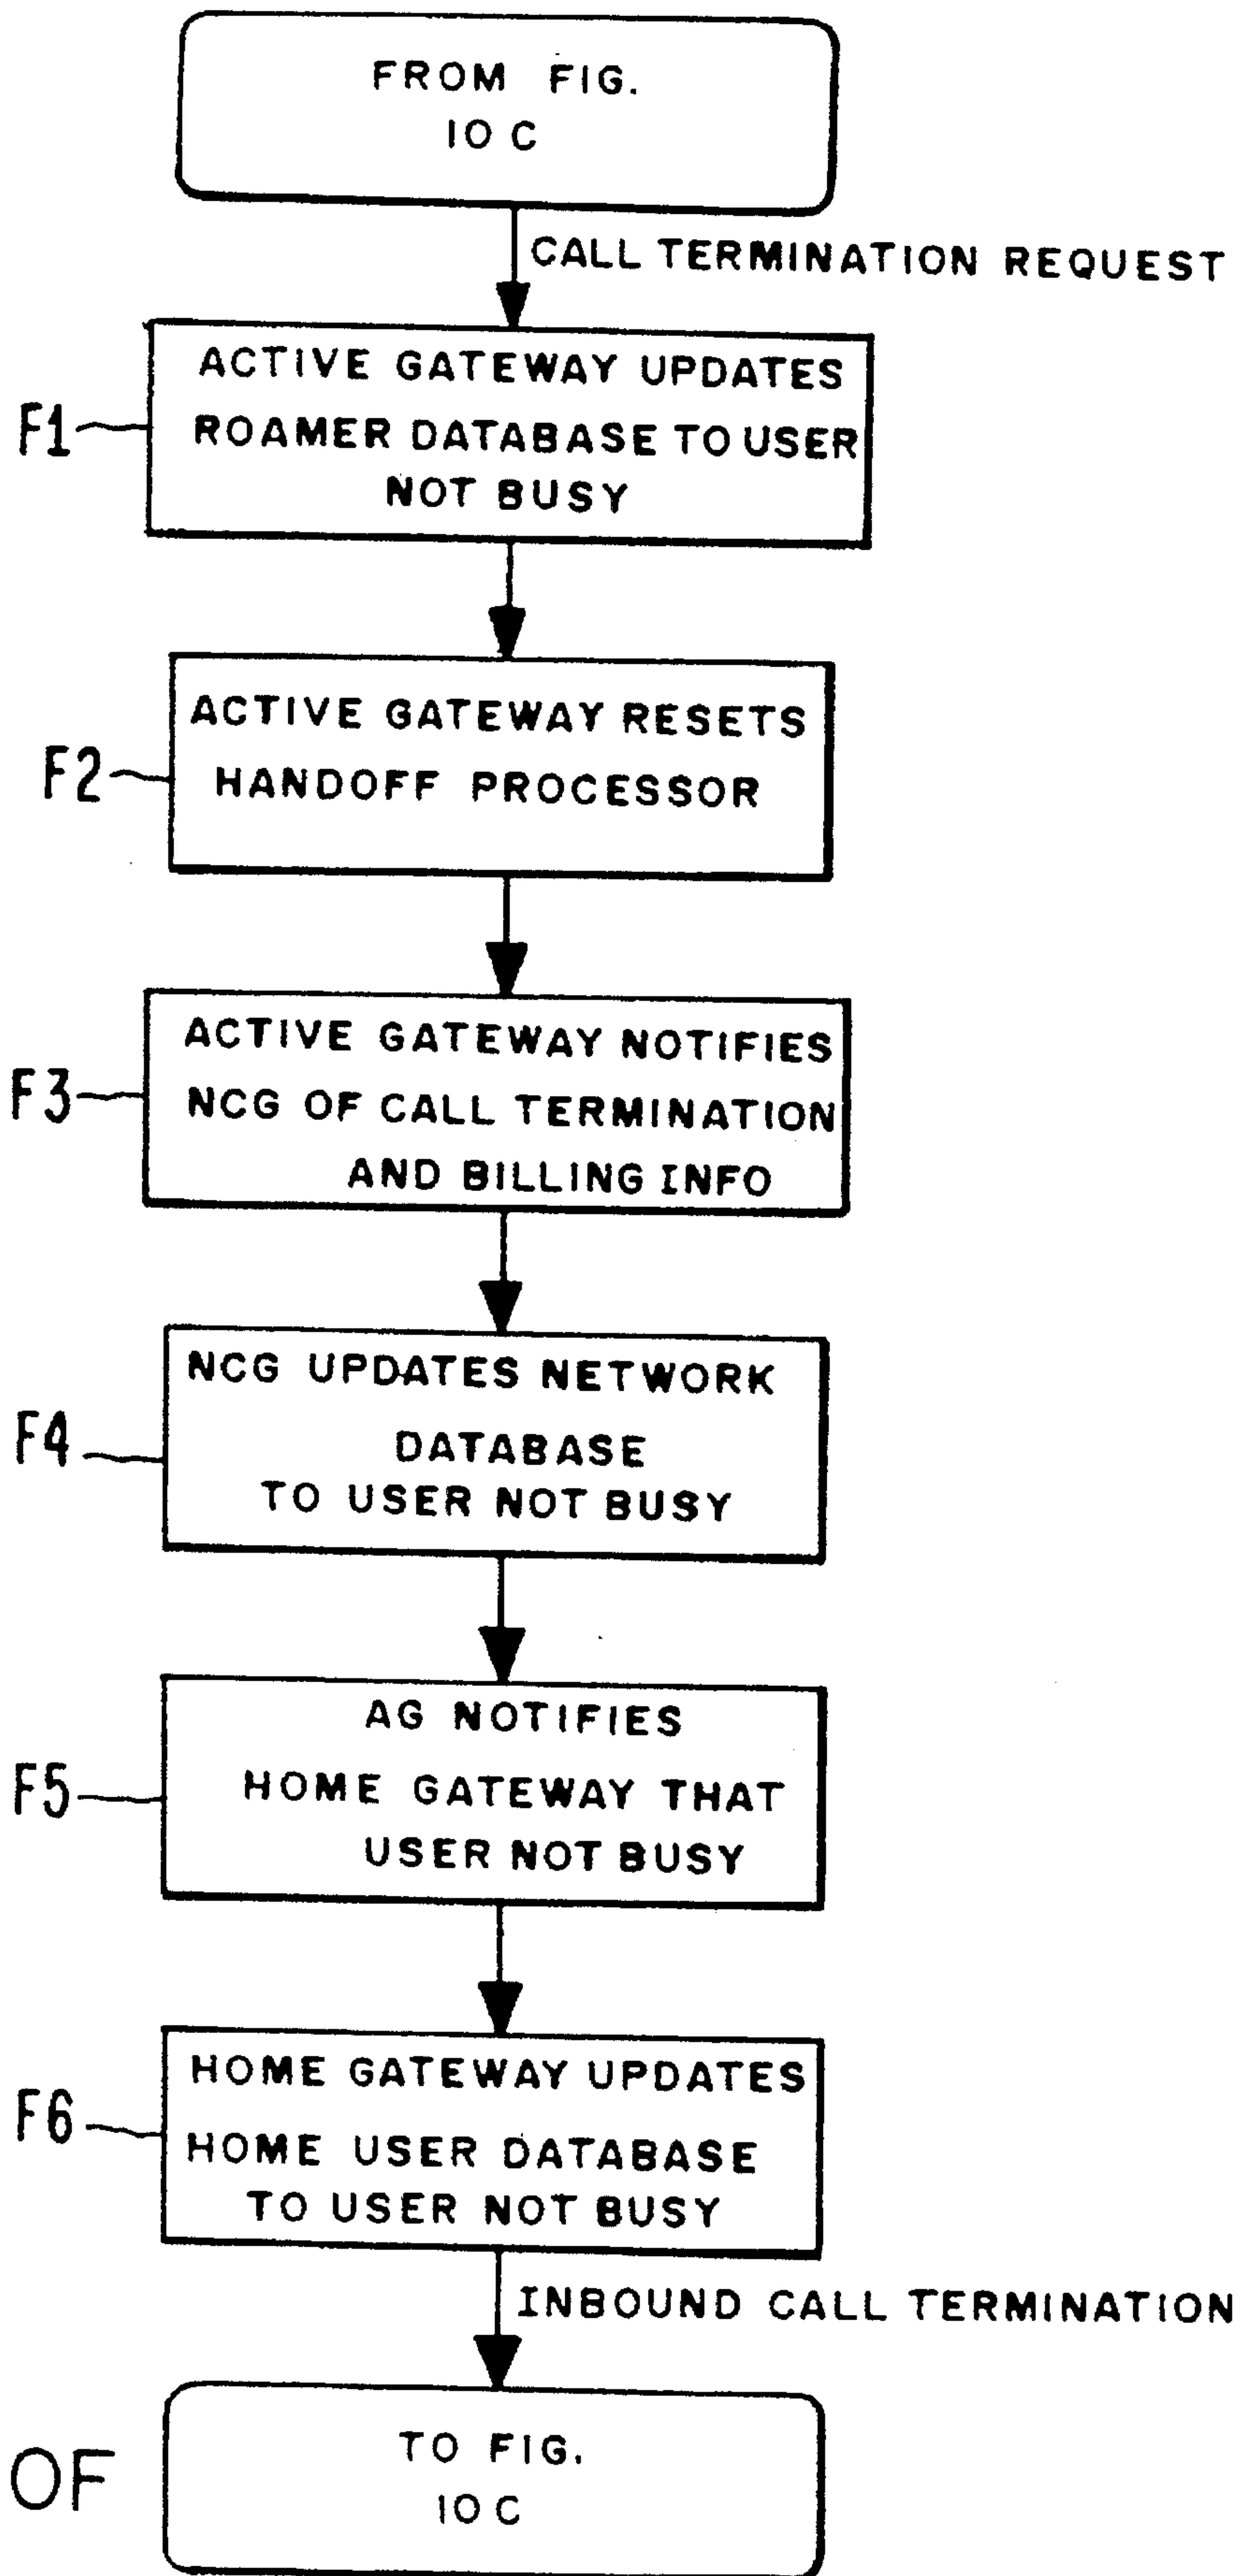 FROM FIG.
10 C
CALL TERMINATION REQUEST
F1
ACTIVE GATEWAY UPDATES
ROAMER DATABASE TO USER
NOT BUSY
F2
ACTIVE GATEWAY RESETS
HANDOFF PROCESSOR
F3
ACTIVE GATEWAY NOTIFIES
NCG OF CALL TERMINATION
AND BILLING INFO
F4
NCG UPDATES NETWORK
DATABASE
TO USER NOT BUSY
F5
AG NOTIFIES
HOME GATEWAY THAT
USER NOT BUSY
F6
HOME GATEWAY UPDATES
HOME USER DATABASE
TO USER NOT BUSY
INBOUND CALL TERMINATION
OF
TO FIG.
10 C